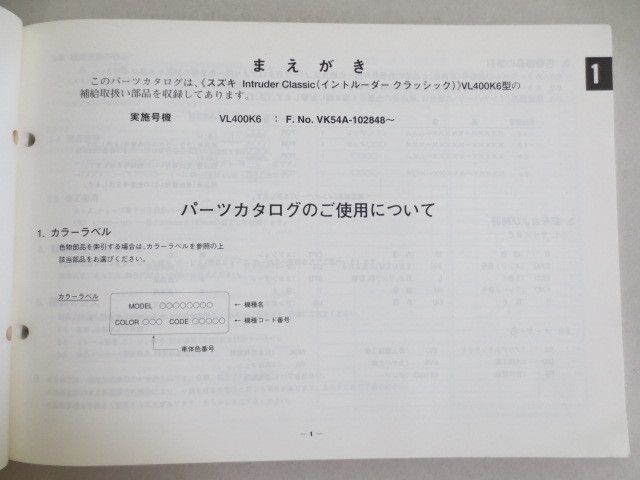 まえがき
1
このパーツカタログは、《スズキ Intruder Classic(イントルーダー クラッシック)》VL400K6型の
補給取扱い部品を収録してあります。
実施号機 VL400K6 : F. No. VK54A-102848〜
パーツカタログのご使用について
1. カラーラベル
色物部品を索引する場合は、カラーラベルを参照の上
該当部品をお選びください。
カラーラベル
MODEL ○○○○○○○○ ←機種名
COLOR ○○○ CODE ○○○○○ ←機種コード番号
車体色番号
— 1 —